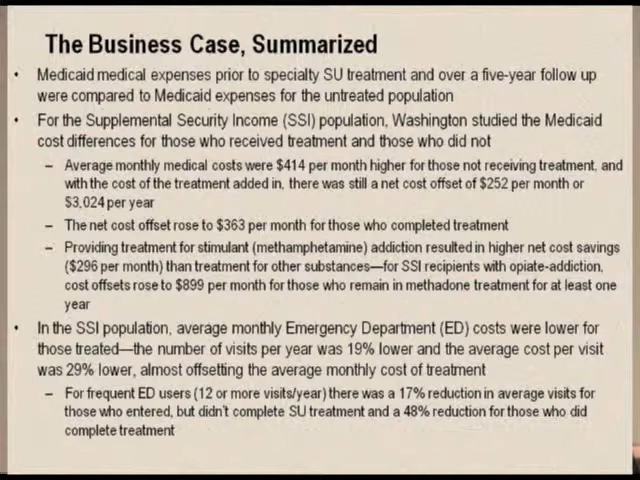 The Business Case, Summarized
• Medicaid medical expenses prior to specialty SU treatment and over a five-year follow up
were compared to Medicaid expenses for the untreated population
• For the Supplemental Security Income (SSI) population, Washington studied the Medicaid
cost differences for those who received treatment and those who did not
– Average monthly medical costs were $414 per month higher for those not receiving treatment, and
with the cost of the treatment added in, there was still a net cost offset of $252 per month or
$3,024 per year
– The net cost offset rose to $363 per month for those who completed treatment
– Providing treatment for stimulant (methamphetamine) addiction resulted in higher net cost savings
($296 per month) than treatment for other substances—for SSI recipients with opiate-addiction,
cost offsets rose to $899 per month for those who remain in methadone treatment for at least one
year
• In the SSI population, average monthly Emergency Department (ED) costs were lower for
those treated—the number of visits per year was 19% lower and the average cost per visit
was 29% lower, almost offsetting the average monthly cost of treatment
– For frequent ED users (12 or more visits/year) there was a 17% reduction in average visits for
those who entered, but didn't complete SU treatment and a 48% reduction for those who did
complete treatment